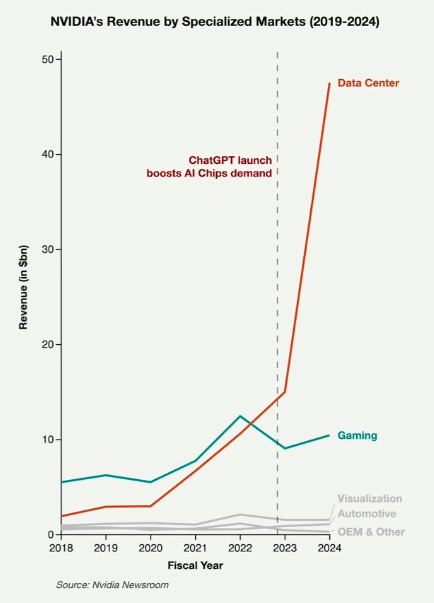 NVIDIA's Revenue by Specialized Markets (2019-2024)
50
Data Center
ChatGPT launch
boosts AI Chips demand
40
30
Revenue (in $bn)
20
10
Gaming
Visualization
Automotive
OEM & Other
0
2018 2019 2020 2021 2022 2023 2024
Fiscal Year
Source: Nvidia Newsroom